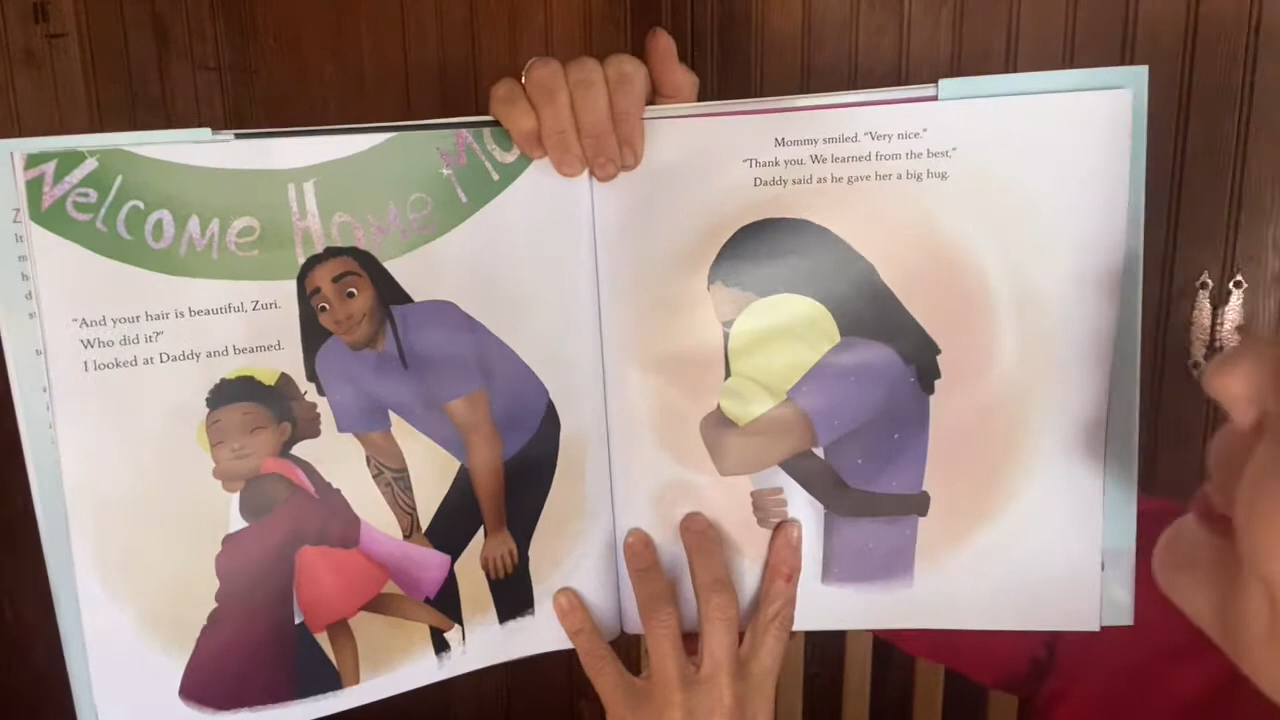 Welcome Home Mo
"And your hair is beautiful, Zuri.
Who did it?"
I looked at Daddy and beamed.
Mommy smiled. "Very nice."
"Thank you. We learned from the best,"
Daddy said as he gave her a big hug.